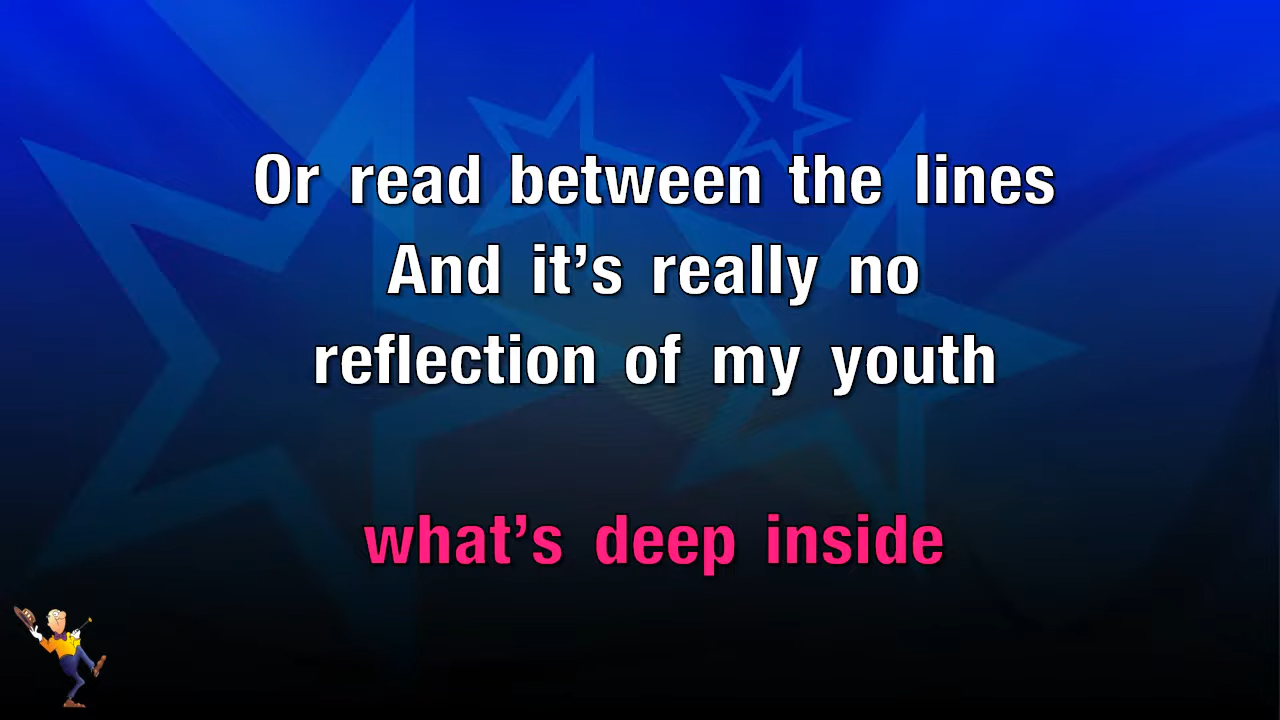 Or read between the lines
And it’s really no
reflection of my youth
what’s deep inside